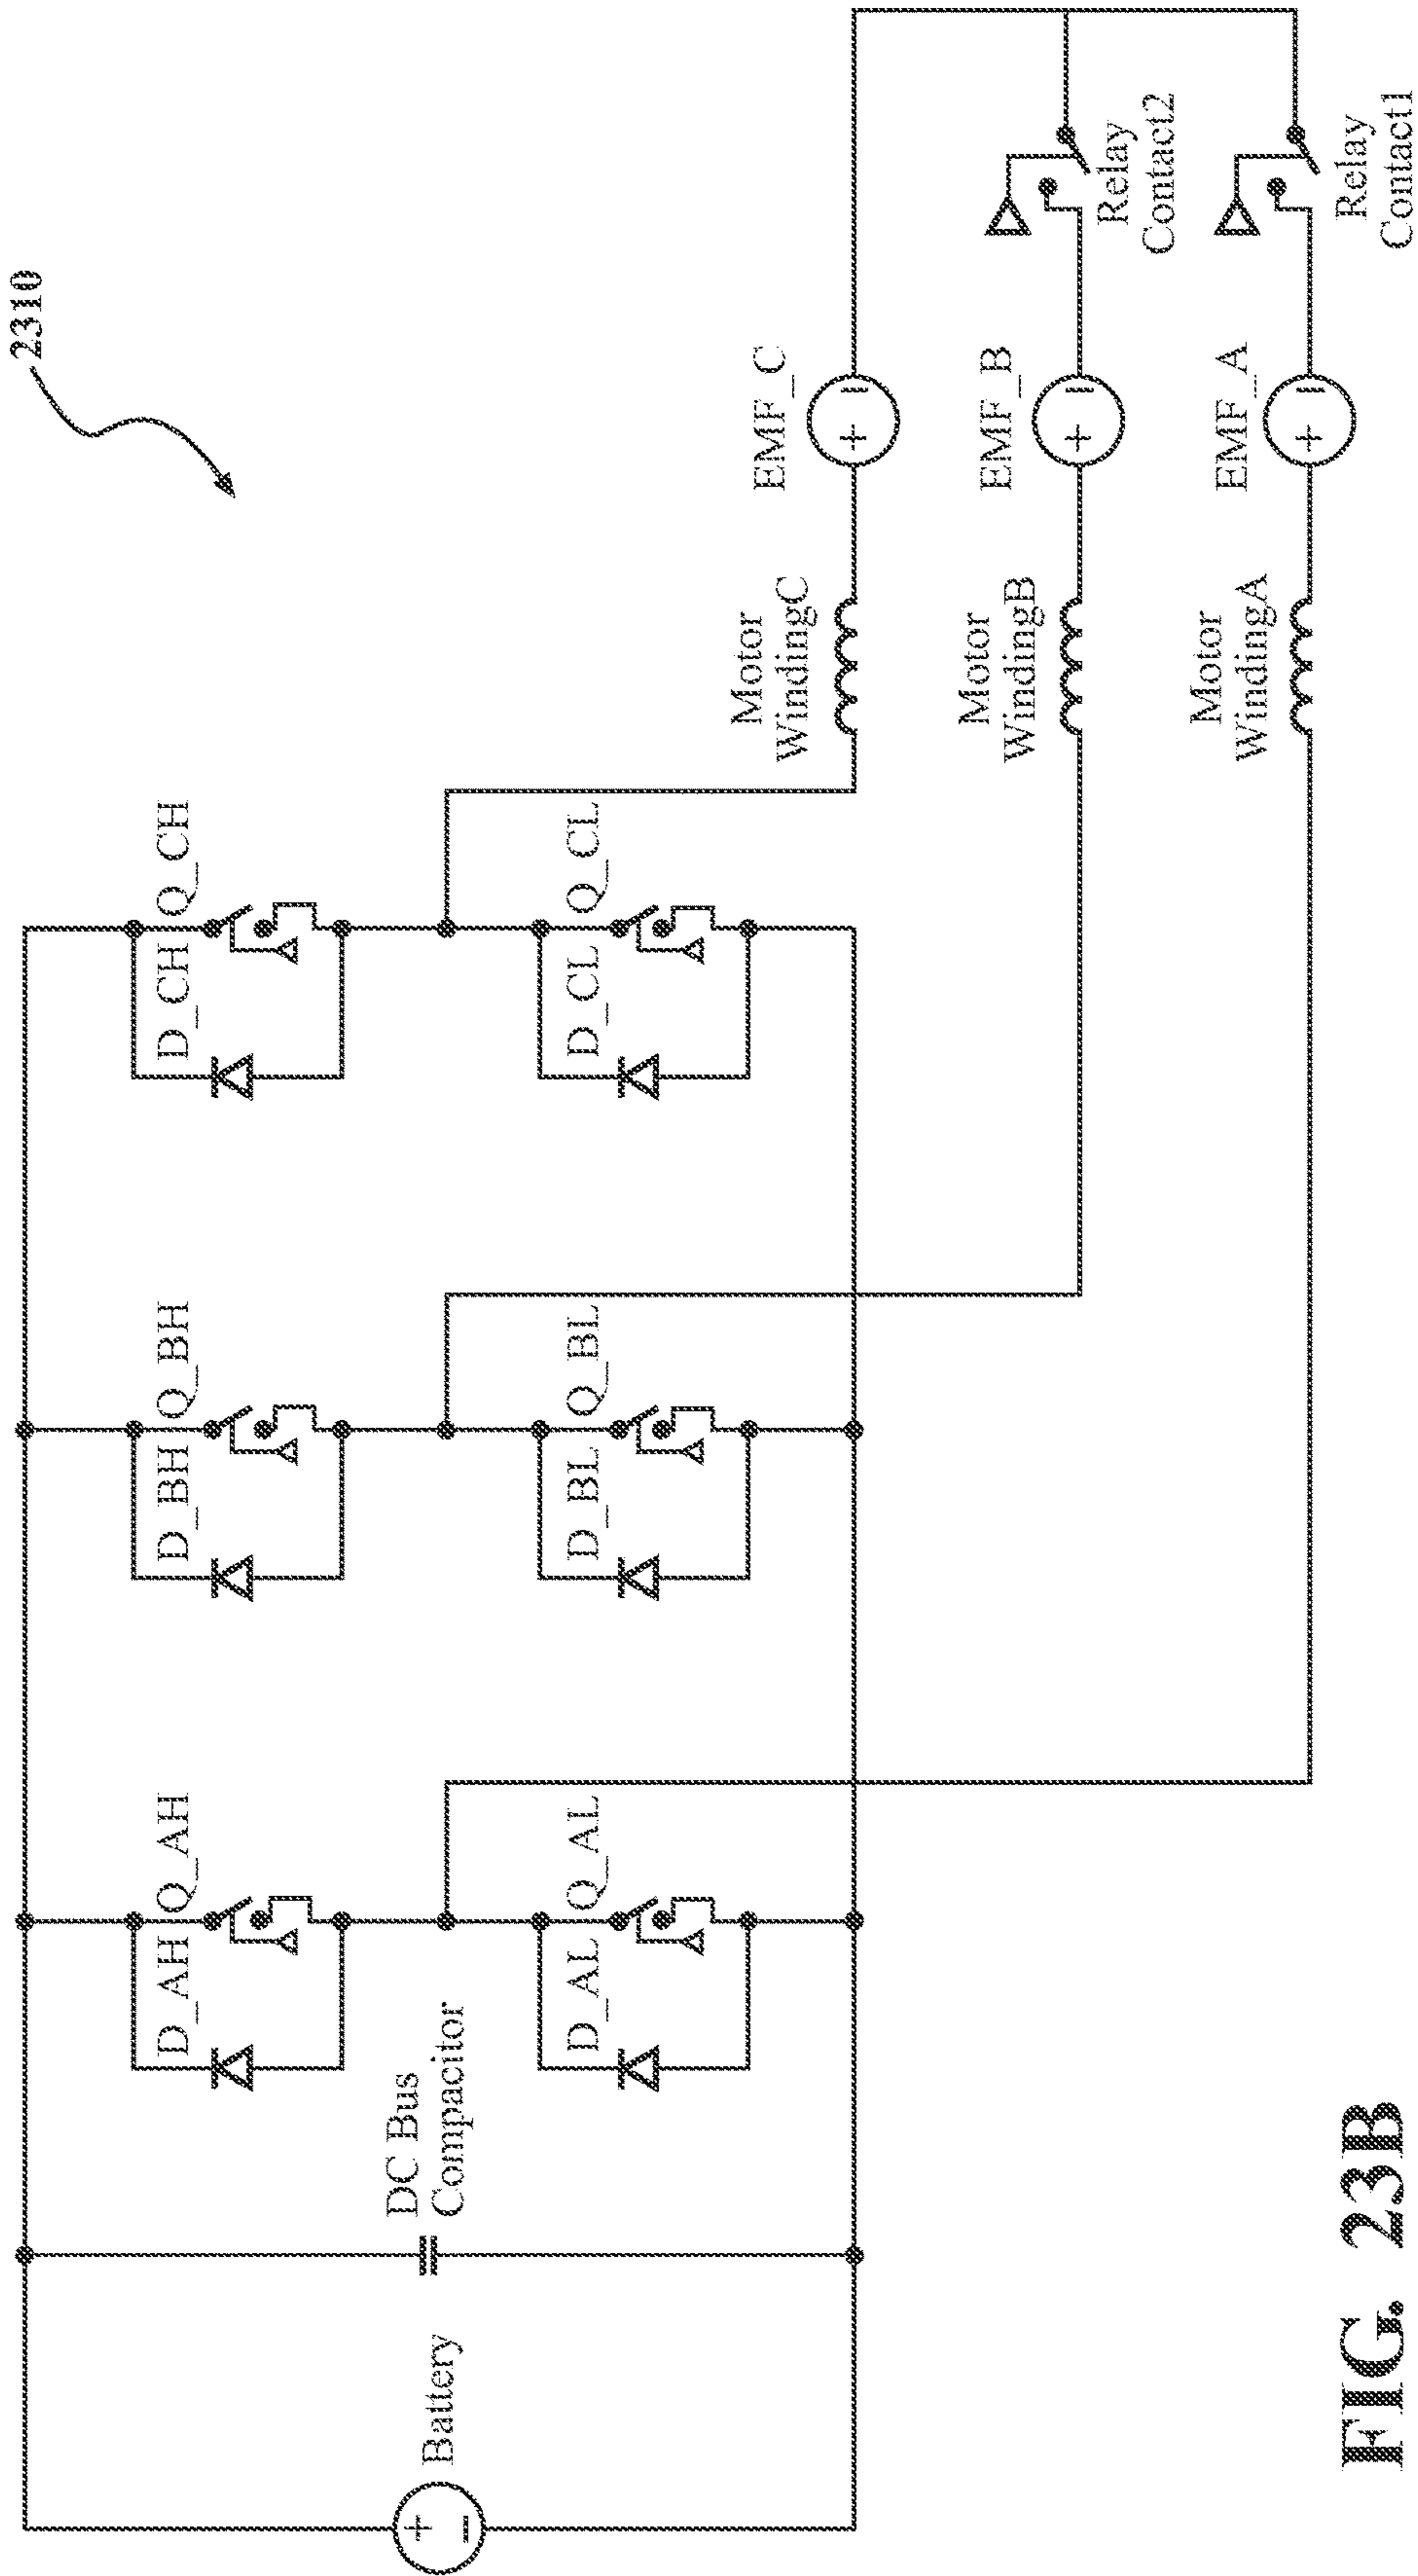 2310
Battery
DC Bus
Compacitor
D_AH
Q_AH
D_BH
Q_BH
D_CH
Q_CH
D_AL
Q_AL
D_BL
Q_BL
D_CL
Q_CL
Motor
WindingC
EMF_C
Motor
WindingB
EMF_B
Relay
Contact2
Motor
WindingA
EMF_A
Relay
Contact1
FIG. 23B